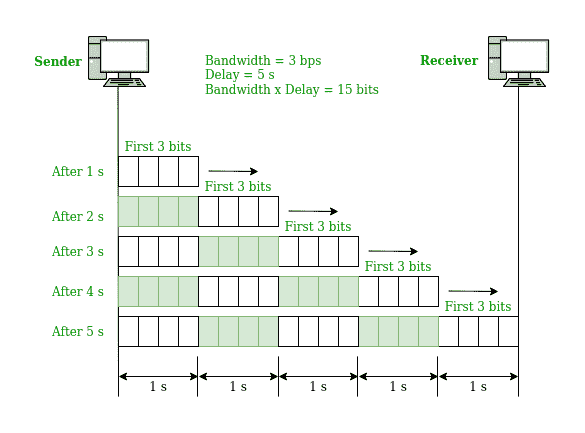 Sender
Bandwidth = 3 bps
Delay = 5 s
Bandwidth x Delay = 15 bits
Receiver
First 3 bits
After 1 s
First 3 bits
After 2 s
First 3 bits
After 3 s
First 3 bits
After 4 s
First 3 bits
After 5 s
1 s
1 s
1 s
1 s
1 s